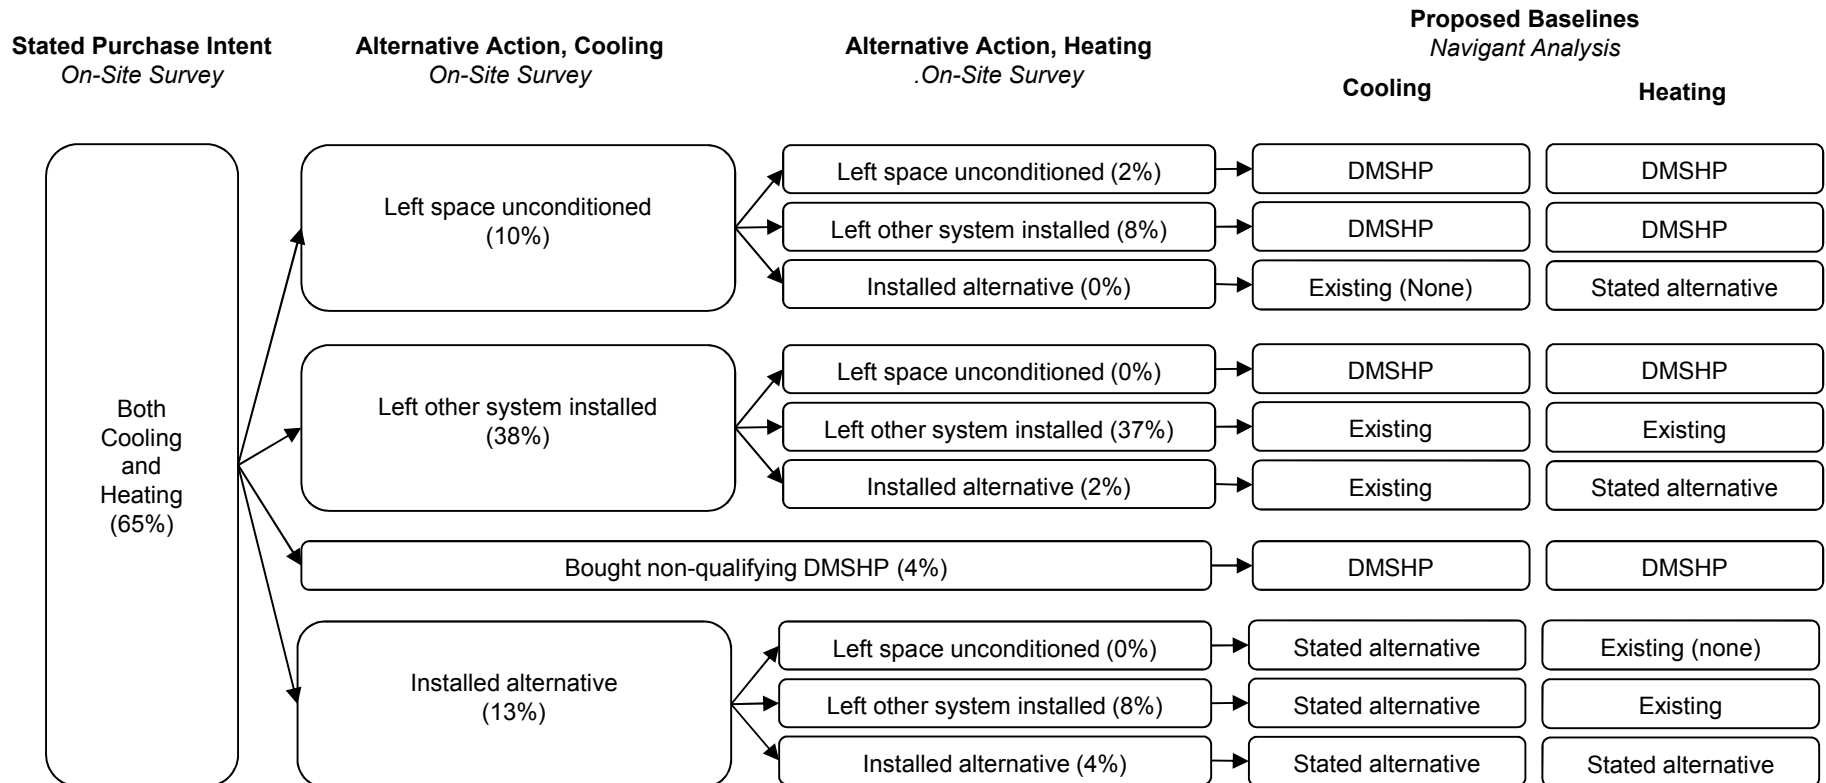 Proposed Baselines
Stated Purchase Intent
On-Site Survey
Alternative Action, Cooling
On-Site Survey
Alternative Action, Heating
.On-Site Survey
Navigant Analysis
Cooling
Heating
Both
Cooling
and
Heating
(65%)
Left space unconditioned
(10%)
Left space unconditioned (2%)
DMSHP
DMSHP
Left other system installed (8%)
DMSHP
DMSHP
Installed alternative (0%)
Existing (None)
Stated alternative
Left other system installed
(38%)
Left space unconditioned (0%)
DMSHP
DMSHP
Left other system installed (37%)
Existing
Existing
Installed alternative (2%)
Existing
Stated alternative
Bought non-qualifying DMSHP (4%)
DMSHP
DMSHP
Installed alternative
(13%)
Left space unconditioned (0%)
Stated alternative
Existing (none)
Left other system installed (8%)
Stated alternative
Existing
Installed alternative (4%)
Stated alternative
Stated alternative